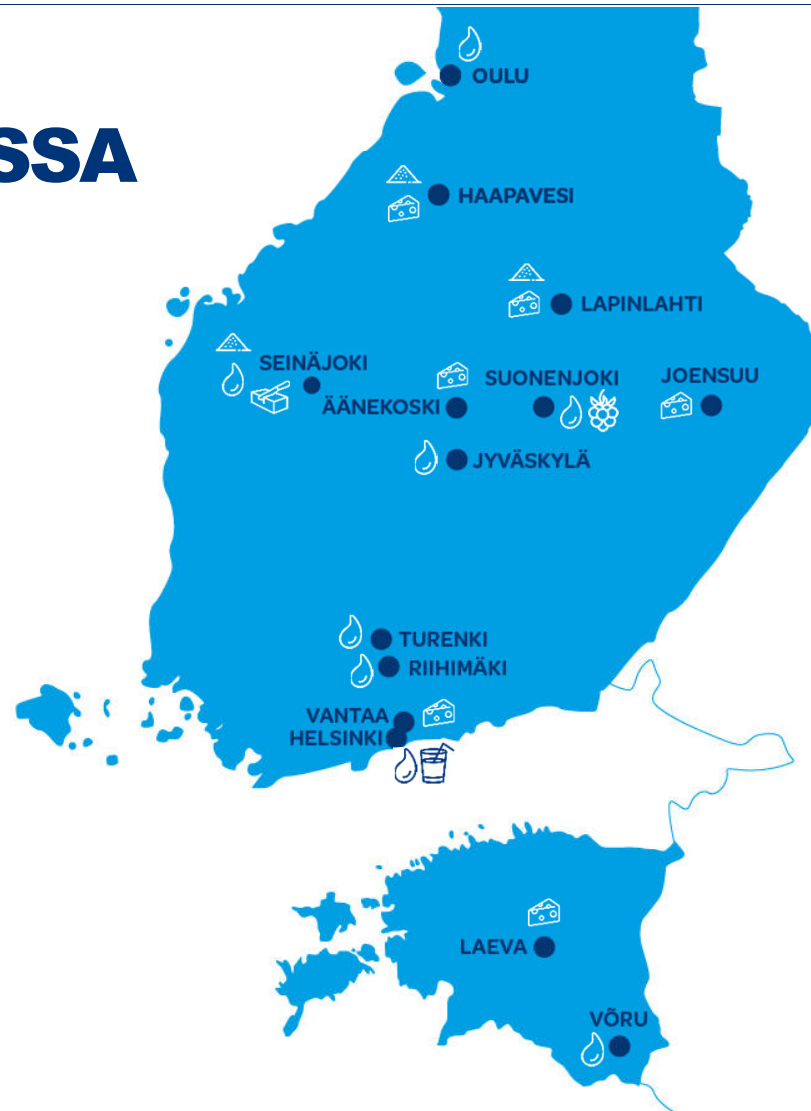 OULU
SSA
HAAPAVESI
LAPINLAHTI
SEINÄJOKI
SUONENJOKI
JOENSUU
ÄÄNEKOSKI
JYVÄSKYLÄ
TURENKI
RIIHIMÄKI
VANTAA
HELSINKI
LAEVA
VÕRU